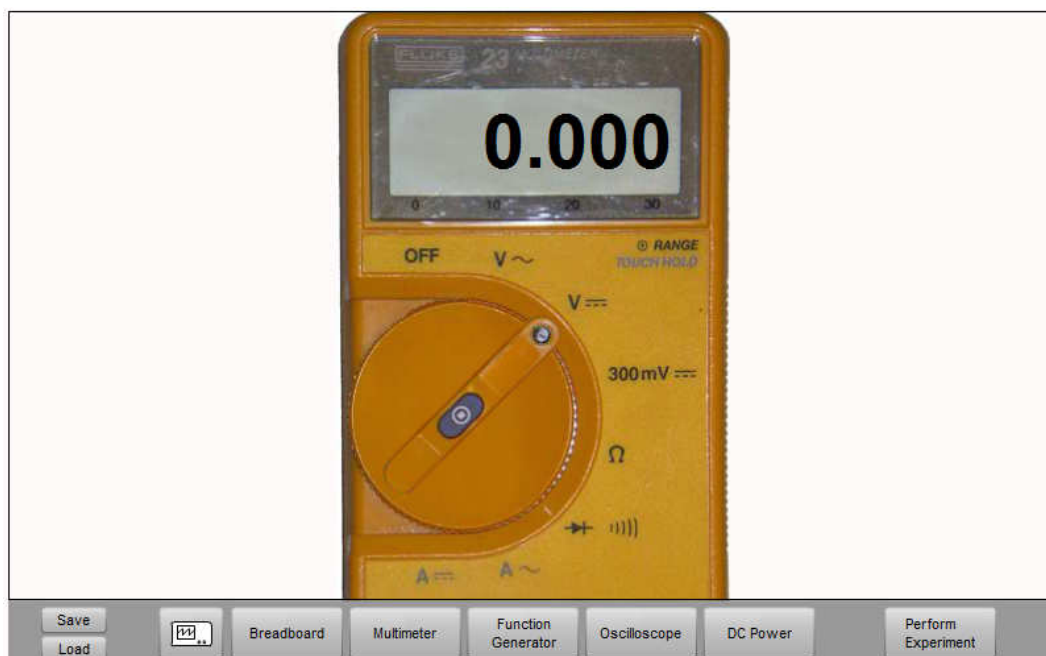 FLUKE 23 MULTIMETER
0.000
0 10 20 30
OFF V
RANGE
TOUCH HOLD
V
300mV
Ω
A A
Save
Load
Breadboard
Multimeter
Function
Generator
Oscilloscope
DC Power
Perform
Experiment